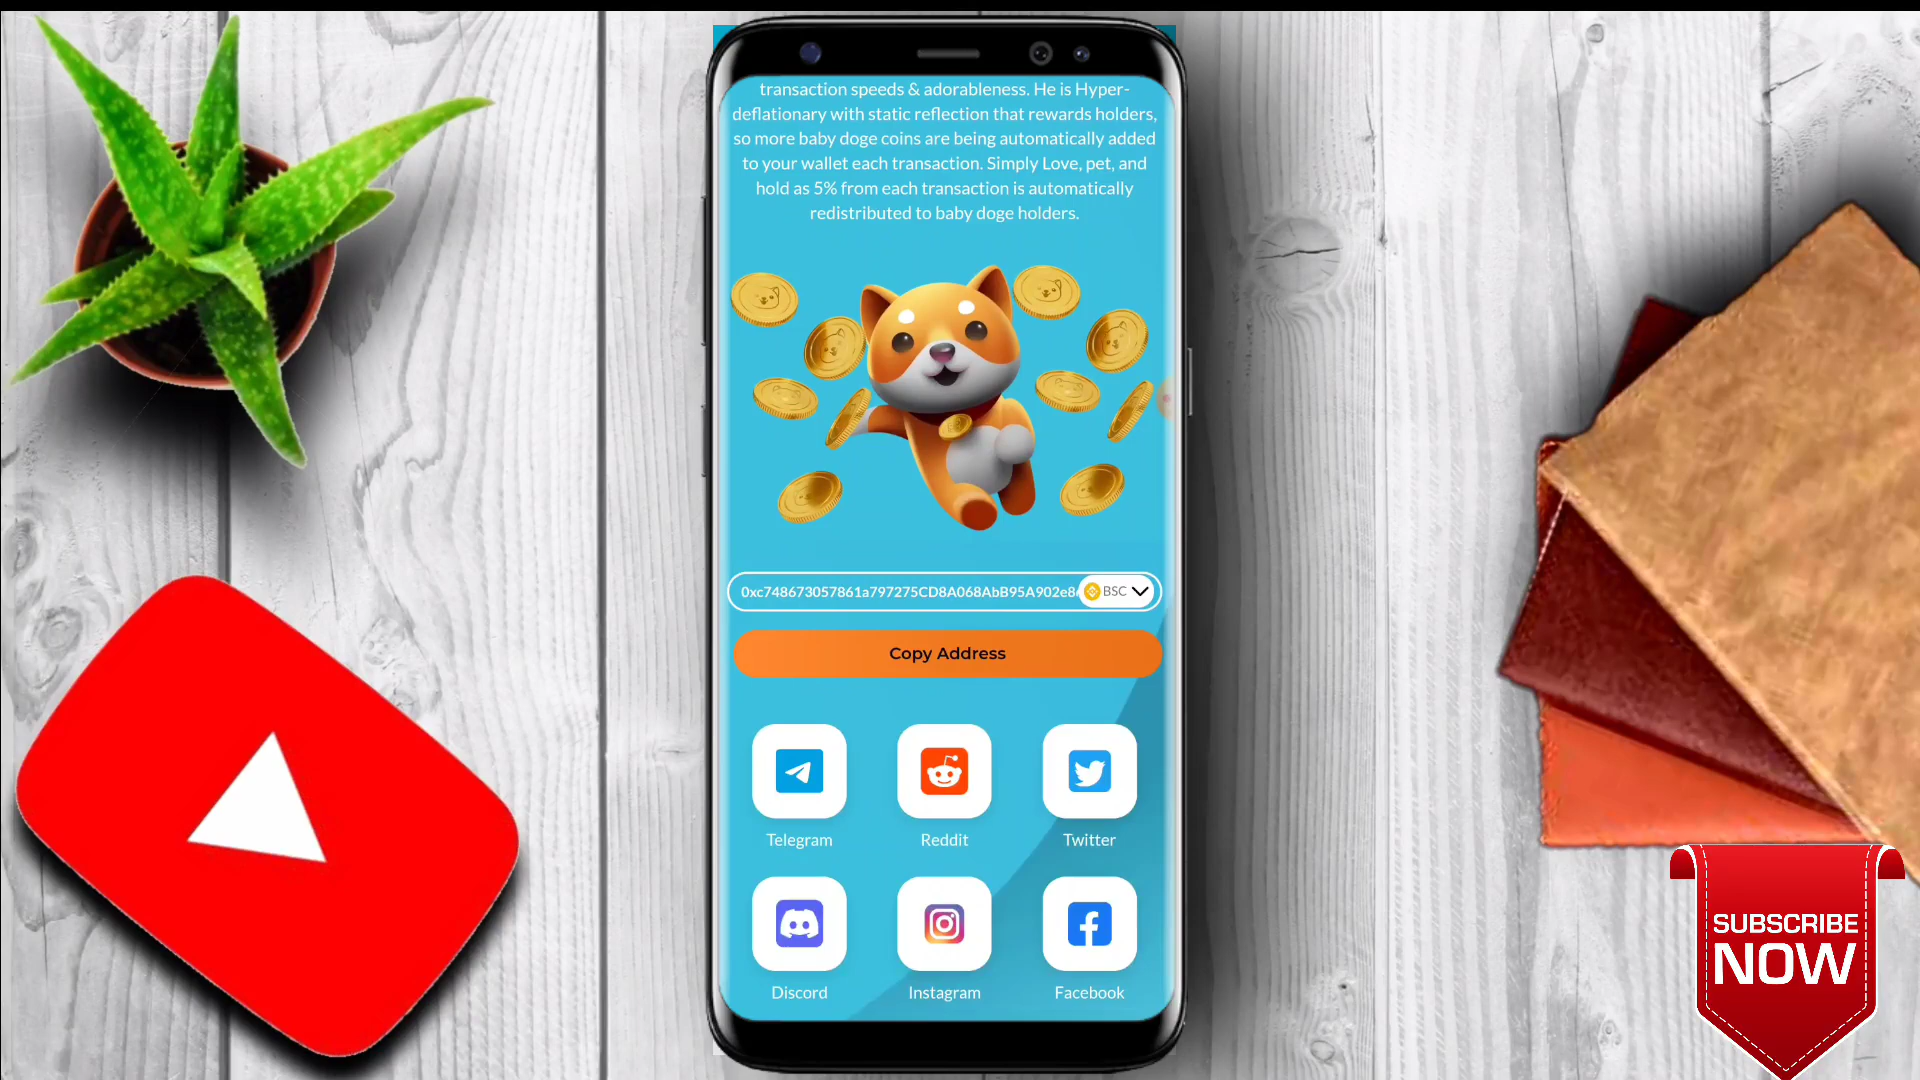 transaction speeds & adorableness. He is Hyper-
deflationary with static reflection that rewards holders,
so more baby doge coins are being automatically added
to your wallet each transaction. Simply Love, pet, and
hold as 5% from each transaction is automatically
redistributed to baby doge holders.
0xc748673057861a797275CD8A068AbB95A902e8
BSC
Copy Address
Telegram
Reddit
Twitter
Discord
Instagram
Facebook
SUBSCRIBE
NOW